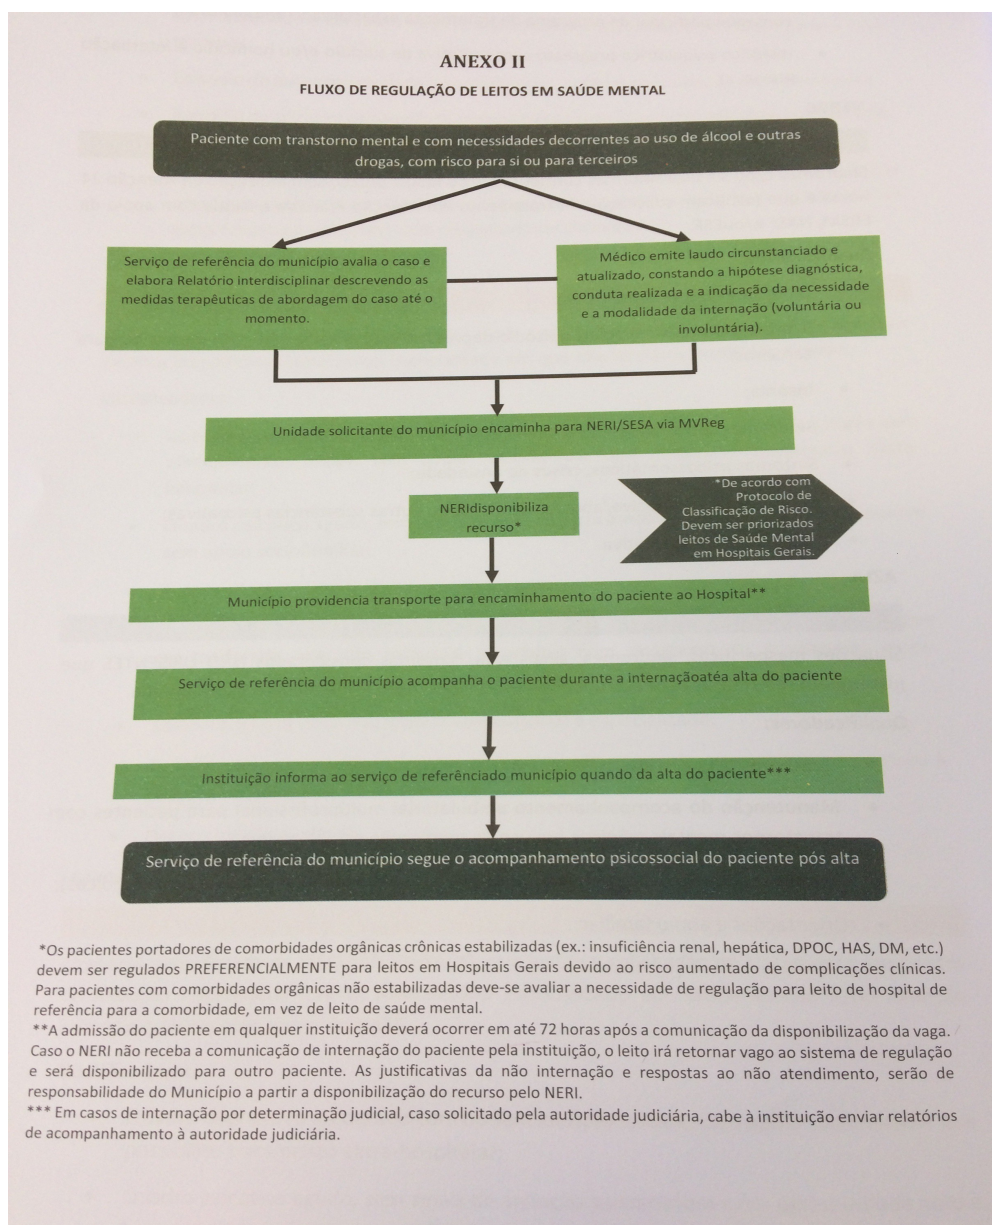 ANEXO II
FLUXO DE REGULAÇÃO DE LEITOS EM SAÚDE MENTAL
Paciente com transtorno mental e com necessidades decorrentes ao uso de álcool e outras
drogas, com risco para si ou para terceiros
Serviço de referência do município avalia o caso e
elabora Relatório interdisciplinar descrevendo as
medidas terapêuticas de abordagem do caso até o
momento.
Médico emite laudo circunstanciado e
atualizado, constando a hipótese diagnóstica,
conduta realizada e a indicação da necessidade
e a modalidade da internação (voluntária ou
involuntária).
Unidade solicitante do município encaminha para NERI/SESA via MVReg
NERIdisponibiliza
recurso*
*De acordo com
Protocolo de
Classificação de Risco.
Devem ser priorizados
leitos de Saúde Mental
em Hospitais Gerais.
Município providencia transporte para encaminhamento do paciente ao Hospital**
Serviço de referência do município acompanha o paciente durante a internaçãoatéa alta do paciente
Instituição informa ao serviço de referênciado município quando da alta do paciente***
Serviço de referência do município segue o acompanhamento psicossocial do paciente pós alta
*Os pacientes portadores de comorbidades orgânicas crônicas estabilizadas (ex.: insuficiência renal, hepática, DPOC, HAS, DM, etc.)
devem ser regulados PREFERENCIALMENTE para leitos em Hospitais Gerais devido ao risco aumentado de complicações clínicas.
Para pacientes com comorbidades orgânicas não estabilizadas deve-se avaliar a necessidade de regulação para leito de hospital de
referência para a comorbidade, em vez de leito de saúde mental.
**A admissão do paciente em qualquer instituição deverá ocorrer em até 72 horas após a comunicação da disponibilização da vaga.
Caso o NERI não receba a comunicação de internação do paciente pela instituição, o leito irá retornar vago ao sistema de regulação
e será disponibilizado para outro paciente. As justificativas da não internação e respostas ao não atendimento, serão de
responsabilidade do Município a partir a disponibilização do recurso pelo NERI.
*** Em casos de internação por determinação judicial, caso solicitado pela autoridade judiciária, cabe à instituição enviar relatórios
de acompanhamento à autoridade judiciária.